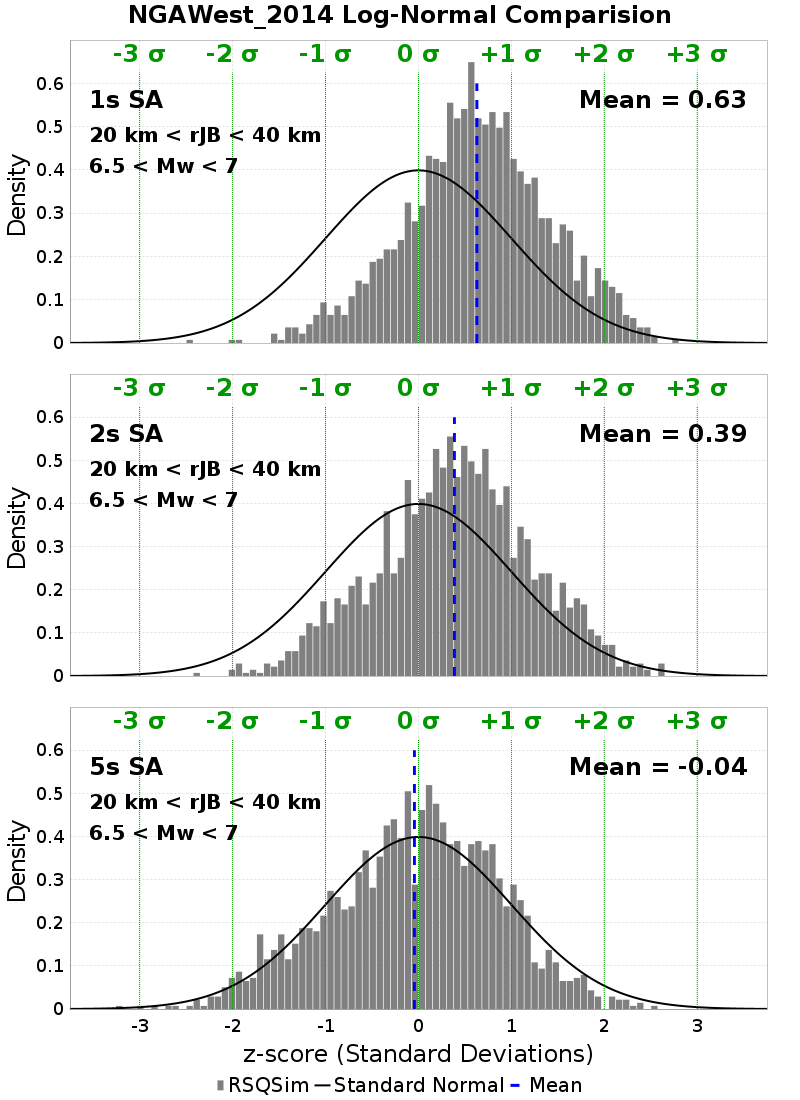 NGAWest_2014 Log-Normal Comparision
-3 σ -2 σ -1 σ 0 σ +1 σ +2 σ +3 σ
1s SA
Mean = 0.63
20 km < rJB < 40 km
6.5 < Mw < 7
0.6
0.5
0.4
0.3
0.2
0.1
0
Density
-3 σ -2 σ -1 σ 0 σ +1 σ +2 σ +3 σ
2s SA
Mean = 0.39
20 km < rJB < 40 km
6.5 < Mw < 7
0.6
0.5
0.4
0.3
0.2
0.1
0
Density
-3 σ -2 σ -1 σ 0 σ +1 σ +2 σ +3 σ
5s SA
Mean = -0.04
20 km < rJB < 40 km
6.5 < Mw < 7
0.6
0.5
0.4
0.3
0.2
0.1
0
Density
-3 -2 -1 0 1 2 3
z-score (Standard Deviations)
RSQSim Standard Normal Mean